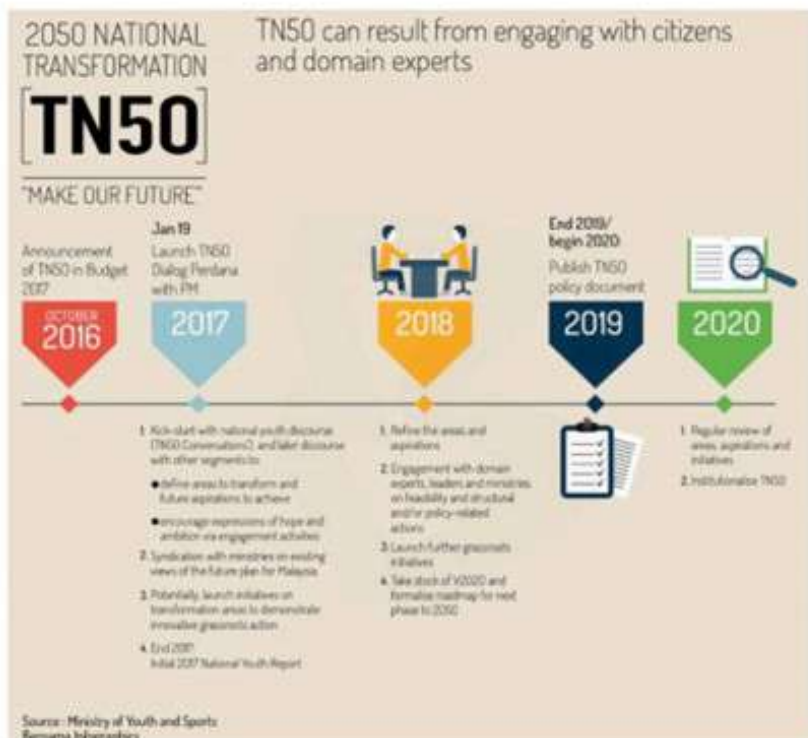 2050 NATIONAL
TRANSFORMATION
[TN50]
"MAKE OUR FUTURE"
TN50 can result from engaging with citizens
and domain experts
Announcement
of TN50 in Budget
2017
OCTOBER
2016
Jan 19
Launch TN50
Dialog Perdana
with PM
2017
1 Kick-start with national youth discourse
(TN50 Conversations), and later discourse
with other segments to:
● define areas to transform and
future aspirations to achieve
● encourage expressions of hope and
ambition via engagement activities
2. Syndication with ministries on existing
views of the future plan for Malaysia
3. Potentially, launch initiatives on
transformation areas to demonstrate
innovative grassroots action
4. End 2017:
Initial 2017 National Youth Report
2018
1. Refine the areas and
aspirations
2. Engagement with domain
experts, leaders and ministries
on feasibility and structural
and/or policy-related
actions
3. Launch further grassroots
initiatives
4. Take stock of V2020 and
formalise roadmap for next
phase to 2050
End 2019/
begin 2020:
Publish TN50
policy document
2019
2020
1. Regular review of
areas, aspirations and
initiatives
2. Institutionalise TN50
Source : Ministry of Youth and Sports
Bernama Infographics